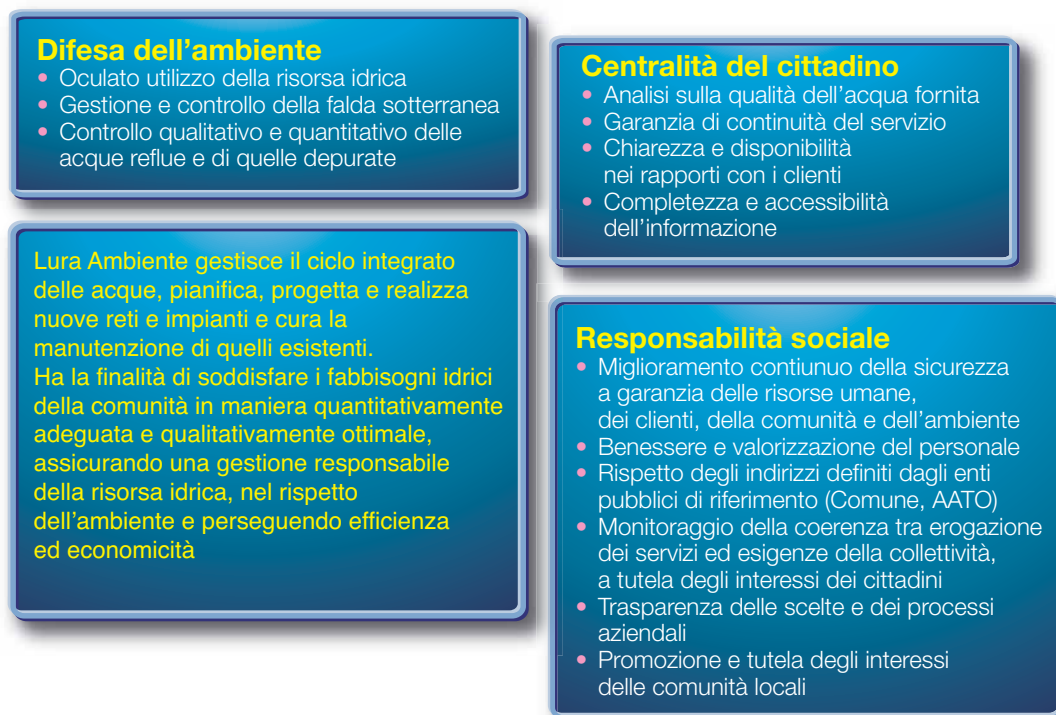 Difesa dell'ambiente
• Oculato utilizzo della risorsa idrica
• Gestione e controllo della falda sotterranea
• Controllo qualitativo e quantitativo delle
acque reflue e di quelle depurate
Lura Ambiente gestisce il ciclo integrato
delle acque, pianifica, progetta e realizza
nuove reti e impianti e cura la
manutenzione di quelli esistenti.
Ha la finalità di soddisfare i fabbisogni idrici
della comunità in maniera quantitativamente
adeguata e qualitativamente ottimale,
assicurando una gestione responsabile
della risorsa idrica, nel rispetto
dell'ambiente e perseguendo efficienza
ed economicità
Centralità del cittadino
• Analisi sulla qualità dell'acqua fornita
• Garanzia di continuità del servizio
• Chiarezza e disponibilità
nei rapporti con i clienti
• Completezza e accessibilità
dell'informazione
Responsabilità sociale
• Miglioramento contiunuo della sicurezza
a garanzia delle risorse umane,
dei clienti, della comunità e dell'ambiente
• Benessere e valorizzazione del personale
• Rispetto degli indirizzi definiti dagli enti
pubblici di riferimento (Comune, AATO)
• Monitoraggio della coerenza tra erogazione
dei servizi ed esigenze della collettività,
a tutela degli interessi dei cittadini
• Trasparenza delle scelte e dei processi
aziendali
• Promozione e tutela degli interessi
delle comunità locali